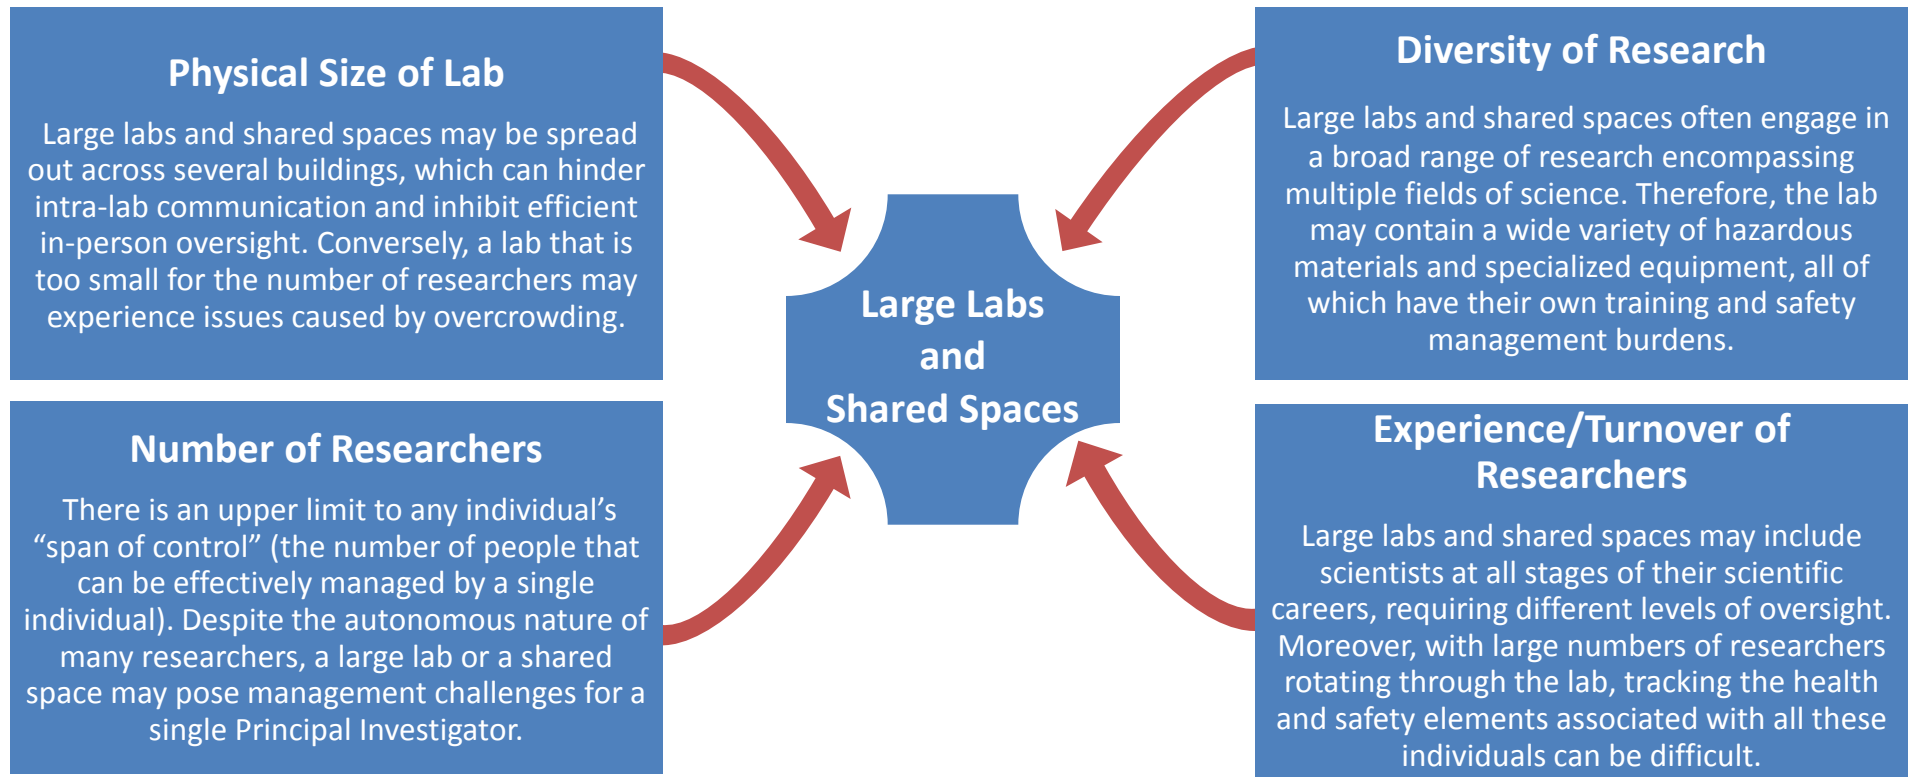 Physical Size of Lab
Large labs and shared spaces may be spread
out across several buildings, which can hinder
intra-lab communication and inhibit efficient
in-person oversight. Conversely, a lab that is
too small for the number of researchers may
experience issues caused by overcrowding.
Diversity of Research
Large labs and shared spaces often engage in
a broad range of research encompassing
multiple fields of science. Therefore, the lab
may contain a wide variety of hazardous
materials and specialized equipment, all of
which have their own training and safety
management burdens.
Large Labs
and
Shared Spaces
Number of Researchers
There is an upper limit to any individual’s
“span of control” (the number of people that
can be effectively managed by a single
individual). Despite the autonomous nature of
many researchers, a large lab or a shared
space may pose management challenges for a
single Principal Investigator.
Experience/Turnover of
Researchers
Large labs and shared spaces may include
scientists at all stages of their scientific
careers, requiring different levels of oversight.
Moreover, with large numbers of researchers
rotating through the lab, tracking the health
and safety elements associated with all these
individuals can be difficult.